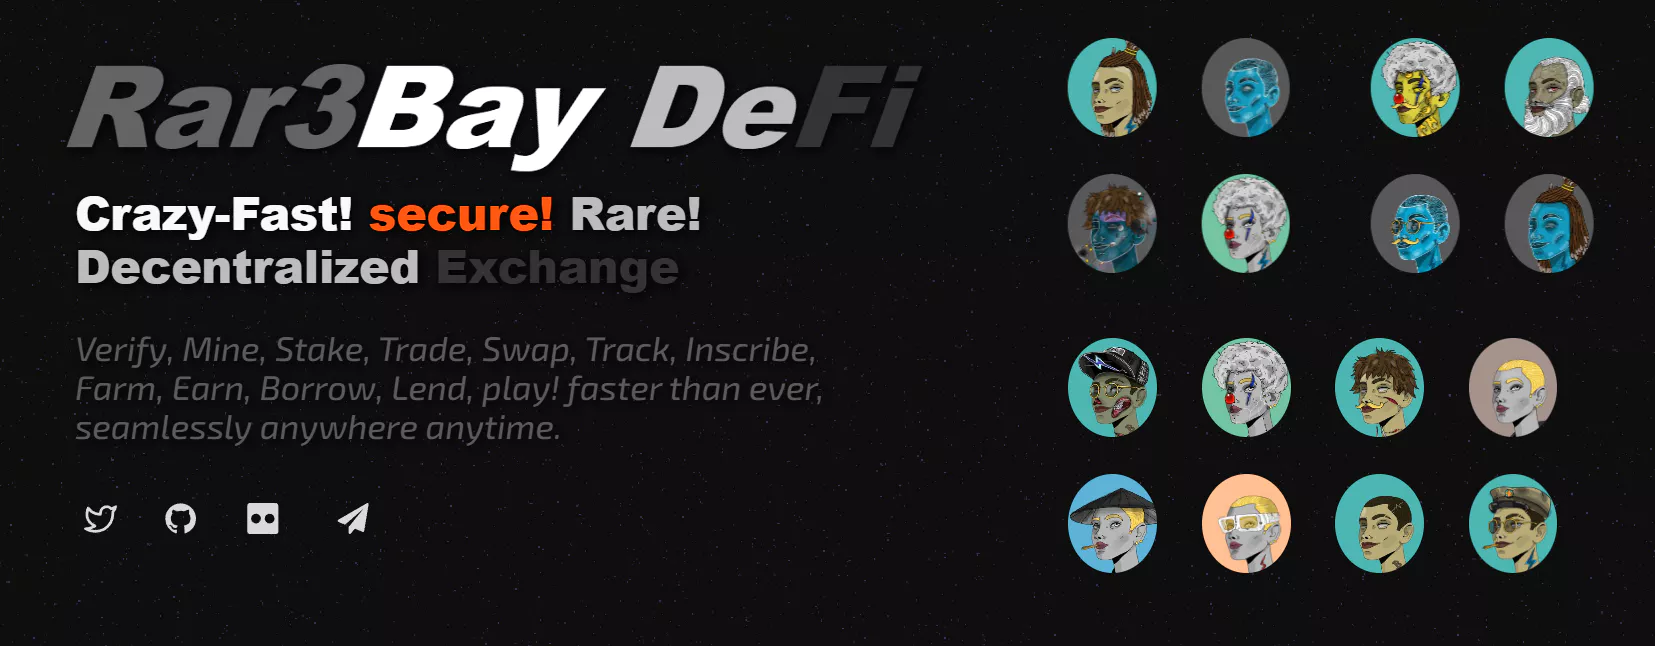 Rar3Bay DeFi
Crazy-Fast! secure! Rare!
Decentralized Exchange
Verify, Mine, Stake, Trade, Swap, Track, Inscribe,
Farm, Earn, Borrow, Lend, play! faster than ever,
seamlessly anywhere anytime.